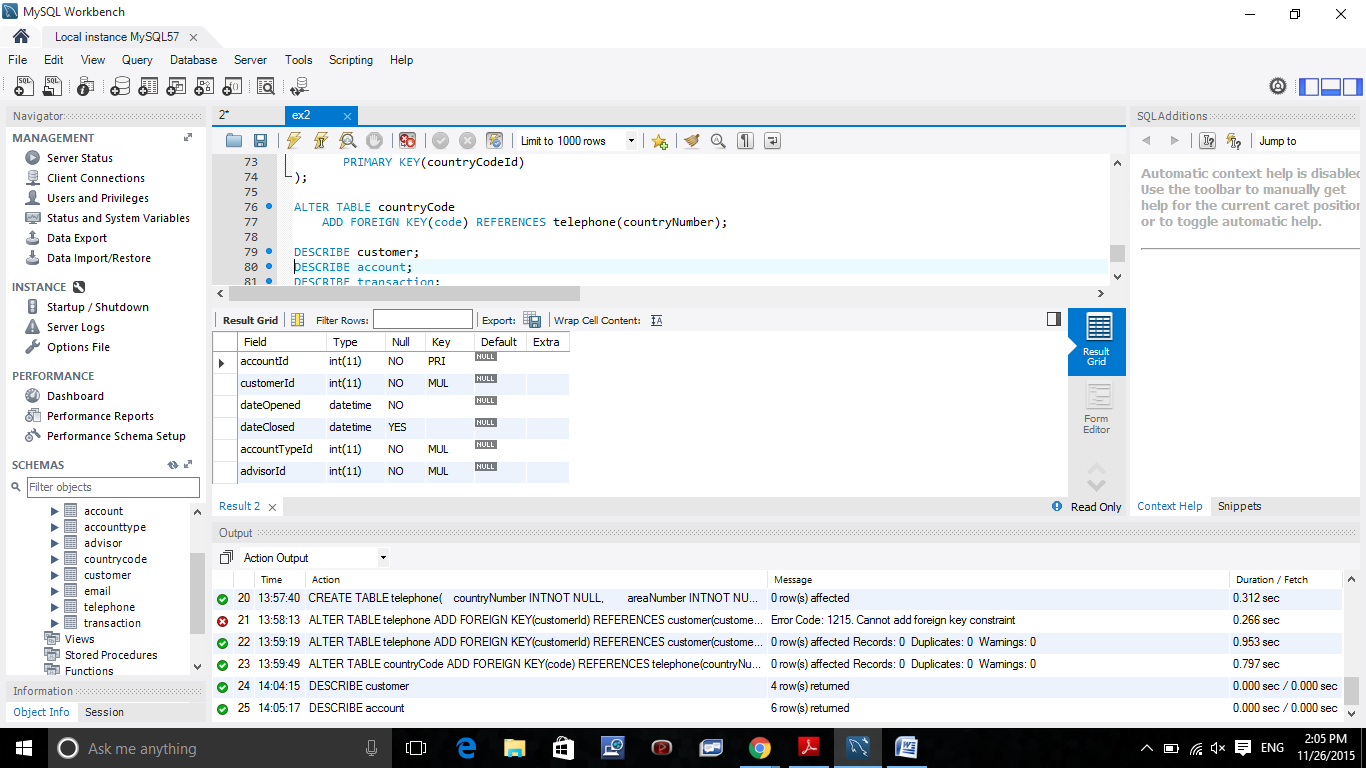 MySQL Workbench
Local instance MySQL57
File Edit View Query Database Server Tools Scripting Help
Navigator
MANAGEMENT
Server Status
Client Connections
Users and Privileges
Status and System Variables
Data Export
Data Import/Restore
INSTANCE
Startup / Shutdown
Server Logs
Options File
PERFORMANCE
Dashboard
Performance Reports
Performance Schema Setup
SCHEMAS
Filter objects
account
accounttype
advisor
countrycode
customer
email
telephone
transaction
Views
Stored Procedures
Functions
Information
Object Info Session
2* ex2
Limit to 1000 rows
73 PRIMARY KEY(countryCodeId)
74 );
75
76 ALTER TABLE countryCode
77 ADD FOREIGN KEY(code) REFERENCES telephone(countryNumber);
78
79 DESCRIBE customer;
80 DESCRIBE account;
81 DESCRIBE transaction;
Result Grid Filter Rows: Export: Wrap Cell Content: IA
Field Type Null Key Default Extra
accountId int(11) NO PRI NULL
customerId int(11) NO MUL NULL
dateOpened datetime NO NULL
dateClosed datetime YES NULL
accountTypeId int(11) NO MUL NULL
advisorId int(11) NO MUL NULL
Result Grid
Form Editor
Result 2
Read Only
SQLAdditions
Jump to
Automatic context help is disabled
Use the toolbar to manually get
help for the current caret position
or to toggle automatic help.
Context Help Snippets
Output
Action Output
Time Action Message Duration / Fetch
20 13:57:40 CREATE TABLE telephone( countryNumber INTNOT NULL, areaNumber INTNOT NU... 0 row(s) affected 0.312 sec
21 13:58:13 ALTER TABLE telephone ADD FOREIGN KEY(customerId) REFERENCES customer(custome... Error Code: 1215. Cannot add foreign key constraint 0.266 sec
22 13:59:19 ALTER TABLE telephone ADD FOREIGN KEY(customerId) REFERENCES customer(custome... 0 row(s) affected Records: 0 Duplicates: 0 Warnings: 0 0.953 sec
23 13:59:49 ALTER TABLE countryCode ADD FOREIGN KEY(code) REFERENCES telephone(countryNu... 0 row(s) affected Records: 0 Duplicates: 0 Warnings: 0 0.797 sec
24 14:04:15 DESCRIBE customer 4 row(s) returned 0.000 sec / 0.000 sec
25 14:05:17 DESCRIBE account 6 row(s) returned 0.000 sec / 0.000 sec
Ask me anything
ENG
2:05 PM
11/26/2015